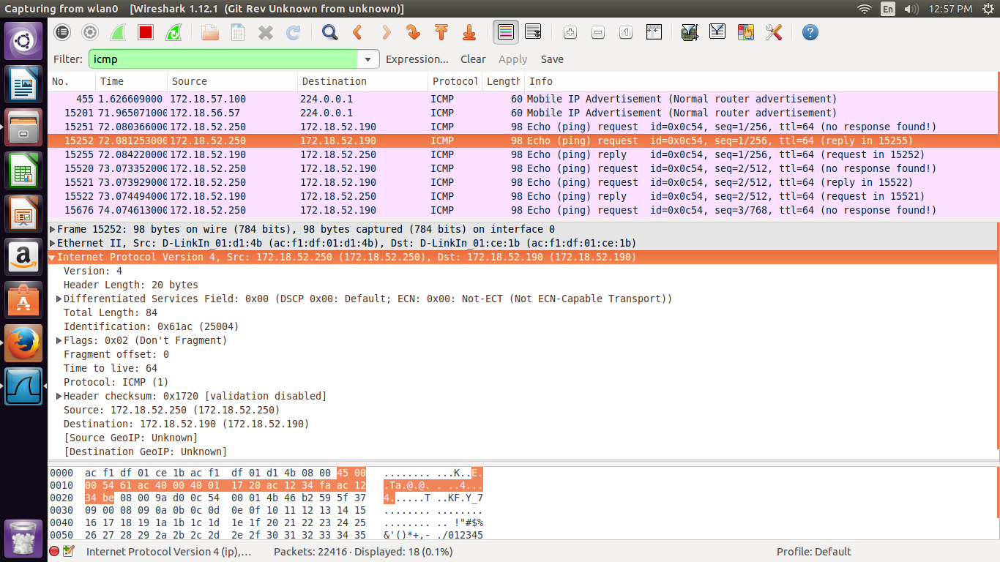 Capturing from wlan0 [Wireshark 1.12.1 (Git Rev Unknown from unknown)] En 12:57 PM
Filter: icmp Expression... Clear Apply Save
No. Time Source Destination Protocol Length Info
455 1.626609000 172.18.57.100 224.0.0.1 ICMP 60 Mobile IP Advertisement (Normal router advertisement)
15201 71.965071000 172.18.56.57 224.0.0.1 ICMP 60 Mobile IP Advertisement (Normal router advertisement)
15251 72.080366000 172.18.52.250 172.18.52.190 ICMP 98 Echo (ping) request id=0x0c54, seq=1/256, ttl=64 (no response found!)
15252 72.081253000 172.18.52.250 172.18.52.190 ICMP 98 Echo (ping) request id=0x0c54, seq=1/256, ttl=64 (reply in 15255)
15255 72.084220000 172.18.52.190 172.18.52.250 ICMP 98 Echo (ping) reply id=0x0c54, seq=1/256, ttl=64 (request in 15252)
15520 73.073352000 172.18.52.250 172.18.52.190 ICMP 98 Echo (ping) request id=0x0c54, seq=2/512, ttl=64 (no response found!)
15521 73.073929000 172.18.52.250 172.18.52.190 ICMP 98 Echo (ping) request id=0x0c54, seq=2/512, ttl=64 (reply in 15522)
15522 73.074494000 172.18.52.190 172.18.52.250 ICMP 98 Echo (ping) reply id=0x0c54, seq=2/512, ttl=64 (request in 15521)
15676 74.074613000 172.18.52.250 172.18.52.190 ICMP 98 Echo (ping) request id=0x0c54, seq=3/768, ttl=64 (no response found!)
Frame 15252: 98 bytes on wire (784 bits), 98 bytes captured (784 bits) on interface 0
Ethernet II, Src: D-LinkIn_01:d1:4b (ac:f1:df:01:d1:4b), Dst: D-LinkIn_01:ce:1b (ac:f1:df:01:ce:1b)
Internet Protocol Version 4, Src: 172.18.52.250 (172.18.52.250), Dst: 172.18.52.190 (172.18.52.190)
Version: 4
Header Length: 20 bytes
Differentiated Services Field: 0x00 (DSCP 0x00: Default; ECN: 0x00: Not-ECT (Not ECN-Capable Transport))
Total Length: 84
Identification: 0x61ac (25004)
Flags: 0x02 (Don't Fragment)
Fragment offset: 0
Time to live: 64
Protocol: ICMP (1)
Header checksum: 0x1720 [validation disabled]
Source: 172.18.52.250 (172.18.52.250)
Destination: 172.18.52.190 (172.18.52.190)
[Source GeoIP: Unknown]
[Destination GeoIP: Unknown]
0000 ac f1 df 01 ce 1b ac f1 df 01 d1 4b 08 00 45 00 ........ ...K..E.
0010 00 54 61 ac 40 00 40 01 17 20 ac 12 34 fa ac 12 .Ta.@.@. . ..4...
0020 34 be 08 00 9a d0 0c 54 00 01 4b 46 b2 59 5f 37 4......T ..KF.Y_7
0030 09 00 08 09 0a 0b 0c 0d 0e 0f 10 11 12 13 14 15 ........ ........
0040 16 17 18 19 1a 1b 1c 1d 1e 1f 20 21 22 23 24 25 ........ .. !"#$%
0050 26 27 28 29 2a 2b 2c 2d 2e 2f 30 31 32 33 34 35 &'()*+,- ./012345
Internet Protocol Version 4 (ip),... Packets: 22416 · Displayed: 18 (0.1%) Profile: Default